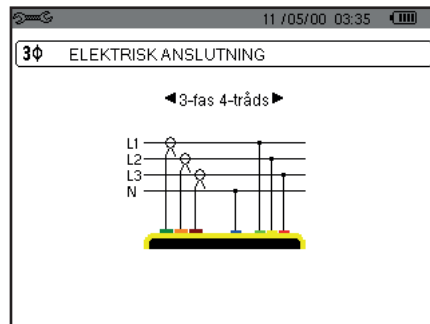 11/05/00 03:35
3Φ ELEKTRISK ANSLUTNING
◄3-fas 4-tråds►
L1
L2
L3
N